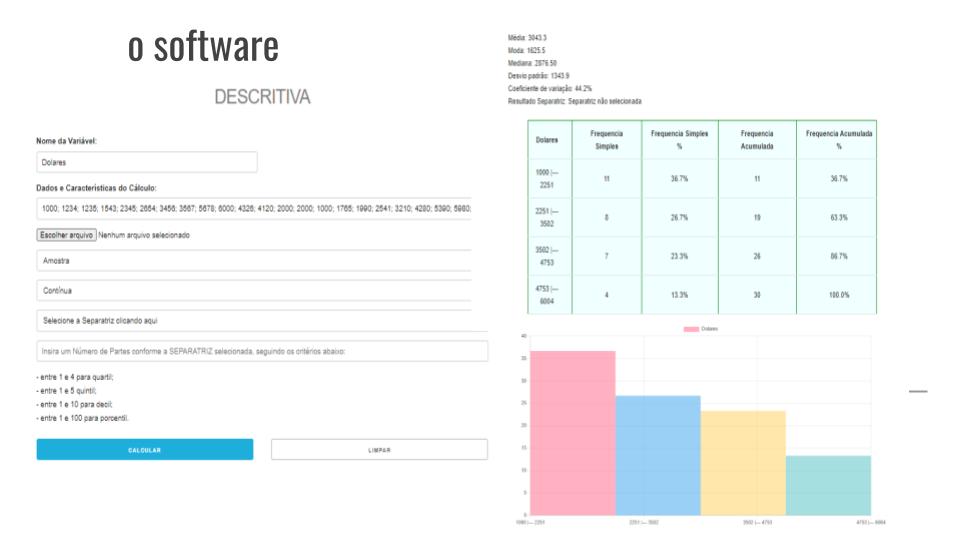 o software
DESCRITIVA
Nome da Variável:
Dolares
Dados e Caracteristicas do Cálculo:
1000; 1234; 1235; 1543; 2345; 2654; 3456; 3567; 5678; 6000; 4326; 4120; 2000; 2000; 1000; 1765; 1990; 2541; 3210; 4280; 5390; 5980;
Escolher arquivo Nenhum arquivo selecionado
Amostra
Contínua
Selecione a Separatriz clicando aqui
Insira um Número de Partes conforme a SEPARATRIZ selecionada, seguindo os critérios abaixo:
- entre 1 e 4 para quartil;
- entre 1 e 5 quintil;
- entre 1 e 10 para decil;
- entre 1 e 100 para porcentil.
CALCULAR LIMPAR
Média: 3043.3
Moda: 1625.5
Mediana: 2876.50
Desvio padrão: 1343.9
Coeficiente de variação: 44.2%
Resultado Separatriz: Separatriz não selecionada
Dolares Frequencia Simples Frequencia Simples % Frequencia Acumulada Frequencia Acumulada %
1000 |— 2251 11 36.7% 11 36.7%
2251 |— 3502 8 26.7% 19 63.3%
3502 |— 4753 7 23.3% 26 86.7%
4753 |— 6004 4 13.3% 30 100.0%
Dolares
40
35
30
25
20
15
10
5
0
1000 |— 2251 2251 |— 3502 3502 |— 4753 4753 |— 6004